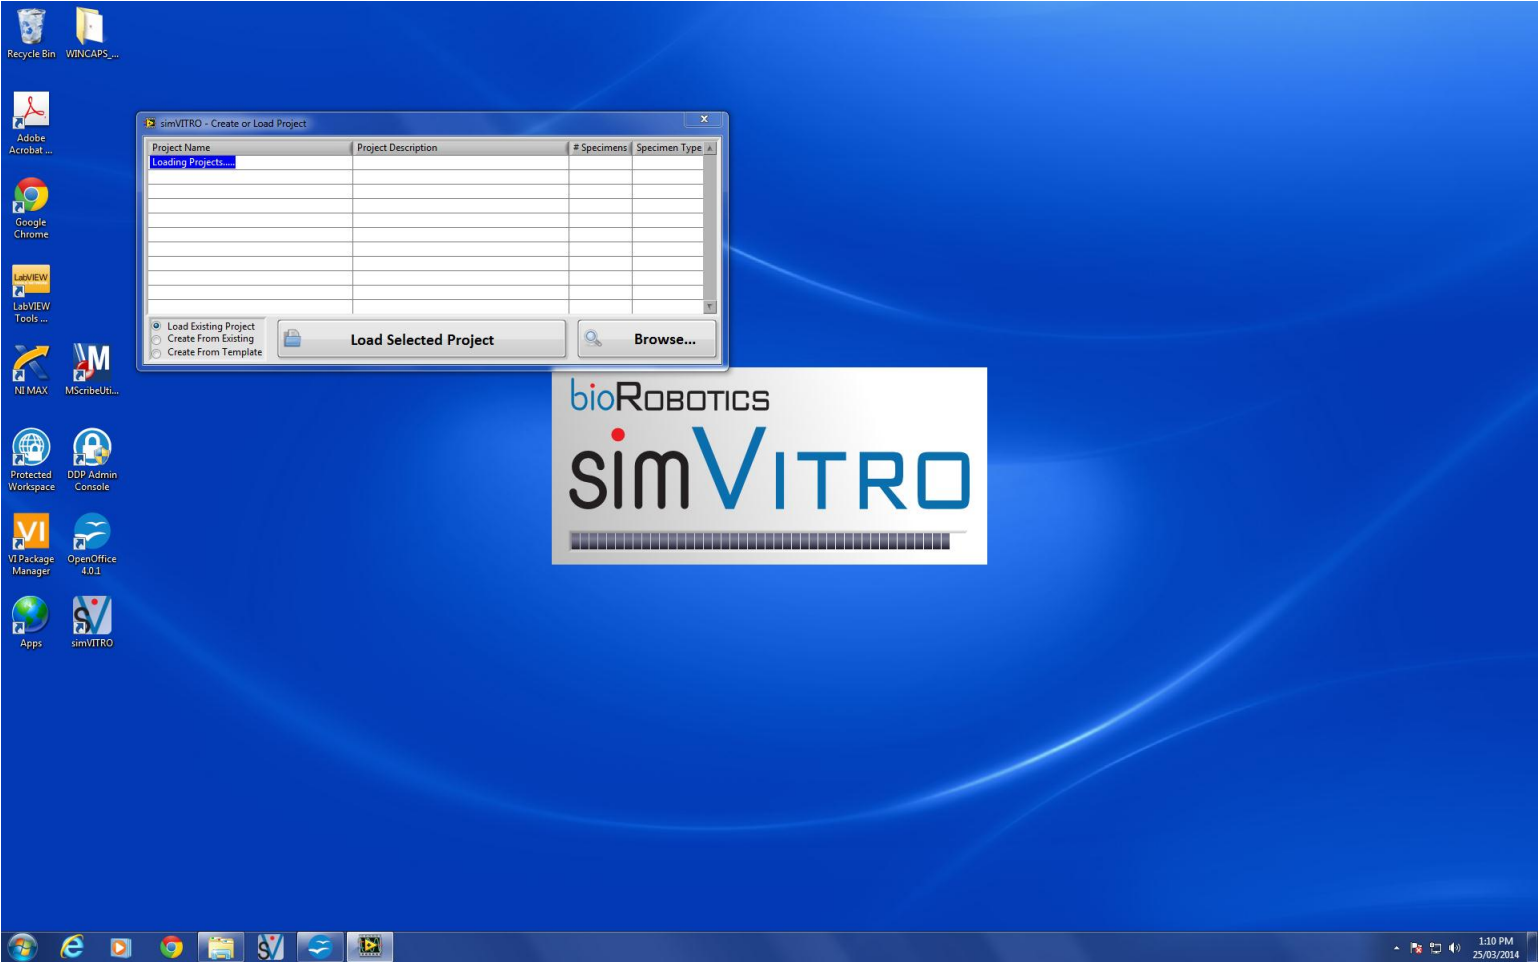 Recycle Bin
WINCAPS_...
Adobe
Acrobat ...
Google
Chrome
LabVIEW
LabVIEW
Tools ...
NI MAX
M
MScribeUti...
Protected
Workspace
DDP Admin
Console
VI
VI Package
Manager
OpenOffice
4.0.1
Apps
sV
simVITRO
simVITRO - Create or Load Project
x
Project Name Project Description # Specimens Specimen Type
Loading Projects.....
Load Existing Project
Create From Existing
Create From Template
Load Selected Project
Browse...
bioRobotics
simVITRO
sV
1:10 PM
25/03/2014